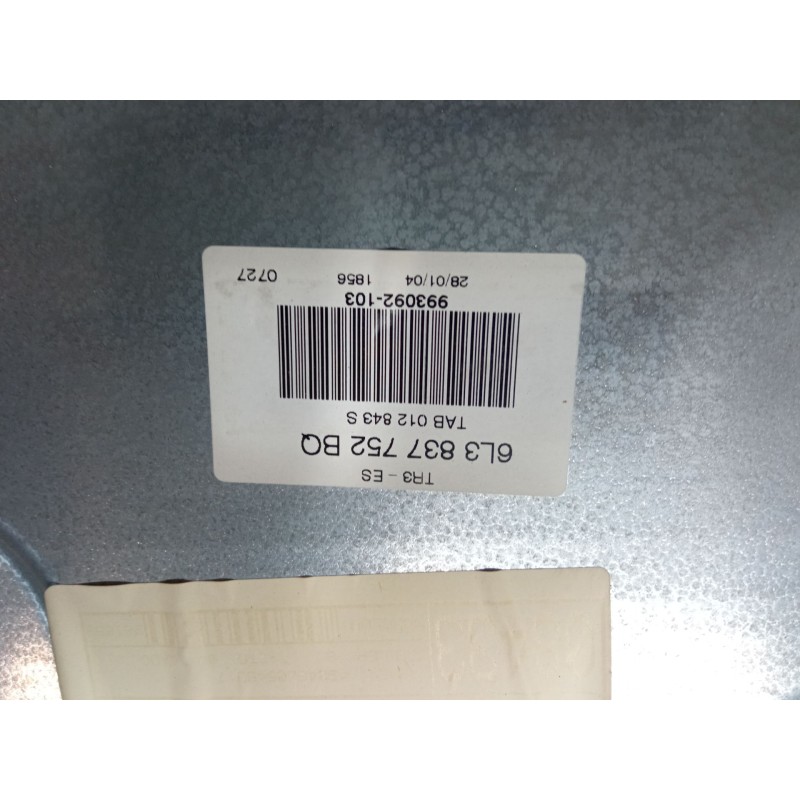 TR3 - ES
6L3 837 752 BQ
TAB 012 843 S
993092-103
28/01/04 1856 0727